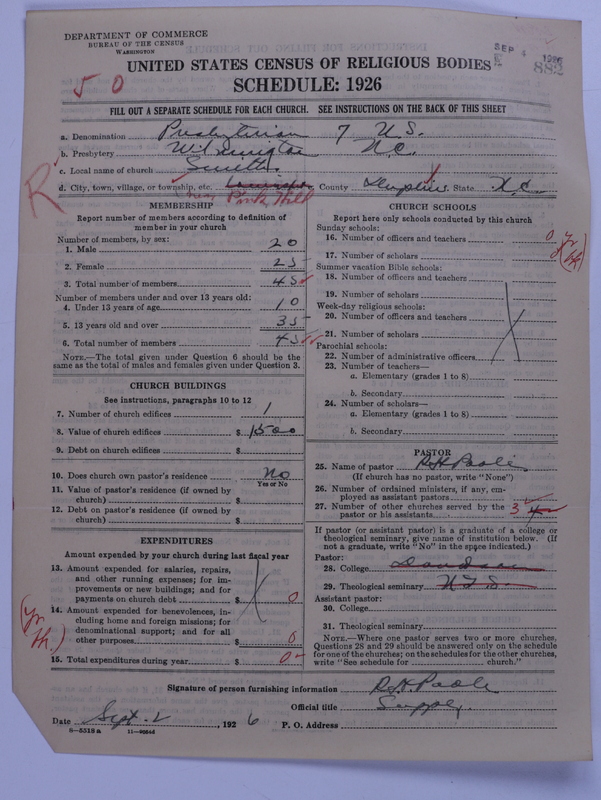 DEPARTMENT OF COMMERCE
BUREAU OF THE CENSUS
WASHINGTON
SEP 4 1926
882
UNITED STATES CENSUS OF RELIGIOUS BODIES
50
SCHEDULE: 1926
FILL OUT A SEPARATE SCHEDULE FOR EACH CHURCH. SEE INSTRUCTIONS ON THE BACK OF THIS SHEET
a. Denomination Presbyterian 7 U.S.
b. Presbytery Wilmington N.C.
c. Local name of church Smiths
R
d. City, town, village, or township, etc. County Duplin State N.C.
Pink Hill
MEMBERSHIP
Report number of members according to definition of
member in your church
Number of members, by sex:
1. Male 20
2. Female 25
3. Total number of members 45
Number of members under and over 13 years old:
4. Under 13 years of age 10
5. 13 years old and over 35
6. Total number of members 45
NOTE.—The total given under Question 6 should be the
same as the total of males and females given under Question 3.
CHURCH BUILDINGS
See instructions, paragraphs 10 to 12
7. Number of church edifices 1
8. Value of church edifices $ 1500
9. Debt on church edifices $
10. Does church own pastor's residence No
Yes or No
11. Value of pastor's residence (if owned by
church) $
12. Debt on pastor's residence (if owned by
church) $
EXPENDITURES
Amount expended by your church during last fiscal year
13. Amount expended for salaries, repairs,
and other running expenses; for im-
provements or new buildings; and for
payments on church debt $ 0
14. Amount expended for benevolences, in-
cluding home and foreign missions; for
denominational support; and for all
other purposes $ 0
15. Total expenditures during year $ 0
CHURCH SCHOOLS
Report here only schools conducted by this church
Sunday schools:
16. Number of officers and teachers 0
17. Number of scholars
Summer vacation Bible schools:
18. Number of officers and teachers
19. Number of scholars
Week-day religious schools:
20. Number of officers and teachers
21. Number of scholars
Parochial schools:
22. Number of administrative officers
23. Number of teachers—
a. Elementary (grades 1 to 8)
b. Secondary
24. Number of scholars—
a. Elementary (grades 1 to 8)
b. Secondary
PASTOR
25. Name of pastor R H Poole
(If church has no pastor, write "None")
26. Number of ordained ministers, if any, em-
ployed as assistant pastors
27. Number of other churches served by the
pastor or his assistants 3 4
If pastor (or assistant pastor) is a graduate of a college or
theological seminary, give name of institution below. (If
not a graduate, write "No" in the space indicated.)
Pastor:
28. College Davidson
29. Theological seminary U T S
Assistant pastor:
30. College
31. Theological seminary
NOTE.—Where one pastor serves two or more churches,
Questions 28 and 29 should be answered only on the schedule
for one of the churches; on the schedules for the other churches,
write "See schedule for church."
Signature of person furnishing information R H Poole
Official title Supply
Date Sept. 2, 1926 P. O. Address
8—5518 a